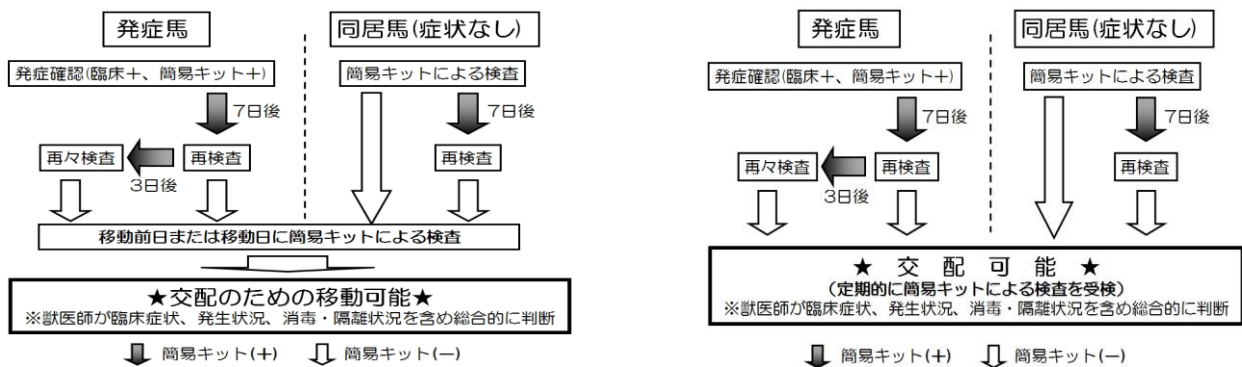 発症馬
同居馬(症状なし)
発症確認(臨床＋、簡易キット＋)
簡易キットによる検査
7日後
7日後
再々検査
再検査
再検査
3日後
移動前日または移動日に簡易キットによる検査
★交配のための移動可能★
※獣医師が臨床症状、発生状況、消毒・隔離状況を含め総合的に判断
簡易キット(+)
簡易キット(ー)
発症馬
同居馬(症状なし)
発症確認(臨床＋、簡易キット＋)
簡易キットによる検査
7日後
7日後
再々検査
再検査
再検査
3日後
★ 交 配 可 能 ★
(定期的に簡易キットによる検査を受検)
※獣医師が臨床症状、発生状況、消毒・隔離状況を含め総合的に判断
簡易キット(+)
簡易キット(ー)